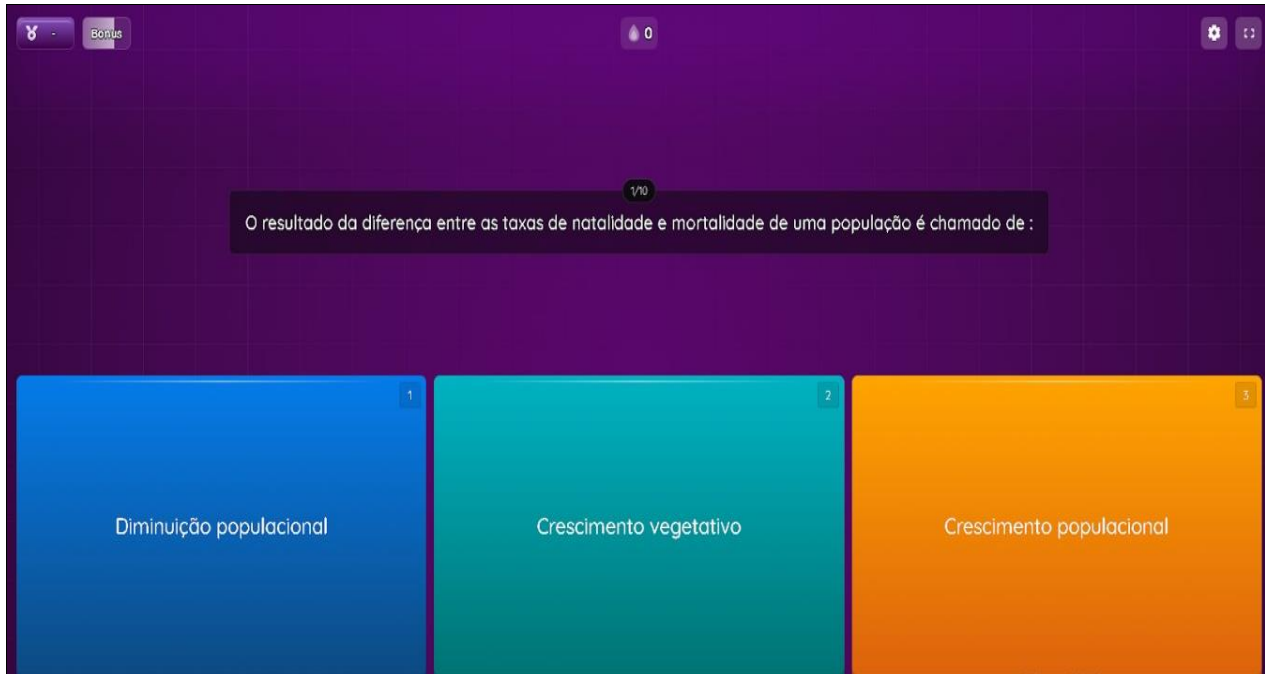 Bonus
0
1/10
O resultado da diferença entre as taxas de natalidade e mortalidade de uma população é chamado de :
1
Diminuição populacional
2
Crescimento vegetativo
3
Crescimento populacional